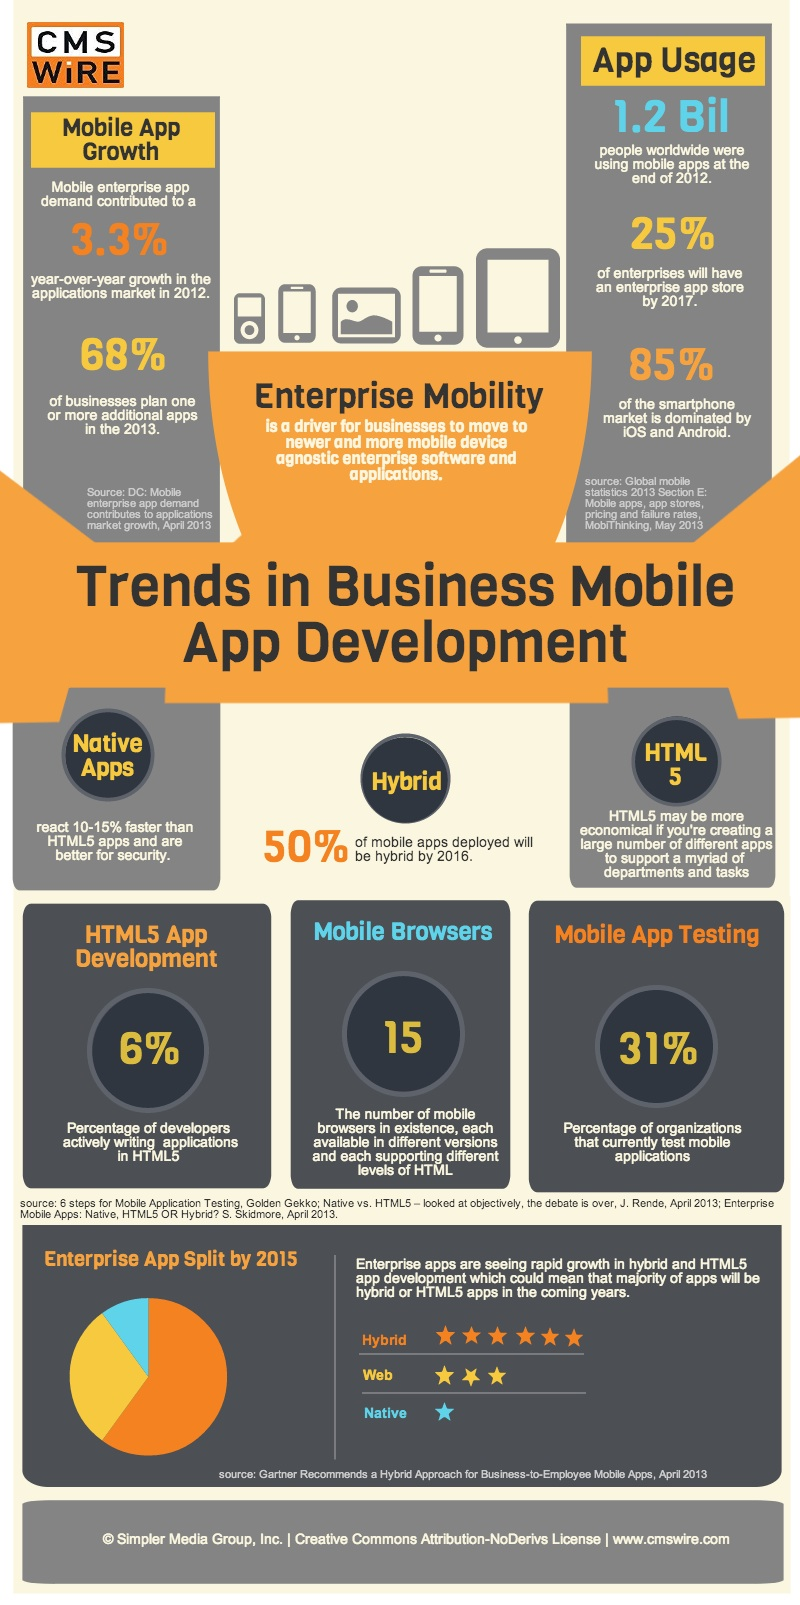 CMS
WiRE
Mobile App
Growth
Mobile enterprise app
demand contributed to a
3.3%
year-over-year growth in the
applications market in 2012.
68%
of businesses plan one
or more additional apps
in the 2013.
Source: DC: Mobile
enterprise app demand
contributes to applications
market growth, April 2013
App Usage
1.2 Bil
people worldwide were
using mobile apps at the
end of 2012.
25%
of enterprises will have
an enterprise app store
by 2017.
85%
of the smartphone
market is dominated by
iOS and Android.
source: Global mobile
statistics 2013 Section E:
Mobile apps, app stores,
pricing and failure rates,
MobiThinking, May 2013
Enterprise Mobility
is a driver for businesses to move to
newer and more mobile device
agnostic enterprise software and
applications.
Trends in Business Mobile
App Development
Native
Apps
react 10-15% faster than
HTML5 apps and are
better for security.
Hybrid
50% of mobile apps deployed will
be hybrid by 2016.
HTML
5
HTML5 may be more
economical if you're creating a
large number of different apps
to support a myriad of
departments and tasks
HTML5 App
Development
6%
Percentage of developers
actively writing applications
in HTML5
Mobile Browsers
15
The number of mobile
browsers in existence, each
available in different versions
and each supporting different
levels of HTML
Mobile App Testing
31%
Percentage of organizations
that currently test mobile
applications
source: 6 steps for Mobile Application Testing, Golden Gekko; Native vs. HTML5 – looked at objectively, the debate is over, J. Rende, April 2013; Enterprise
Mobile Apps: Native, HTML5 OR Hybrid? S. Skidmore, April 2013.
Enterprise App Split by 2015
Enterprise apps are seeing rapid growth in hybrid and HTML5
app development which could mean that majority of apps will be
hybrid or HTML5 apps in the coming years.
Hybrid
Web
Native
source: Gartner Recommends a Hybrid Approach for Business-to-Employee Mobile Apps, April 2013
© Simpler Media Group, Inc. | Creative Commons Attribution-NoDerivs License | www.cmswire.com